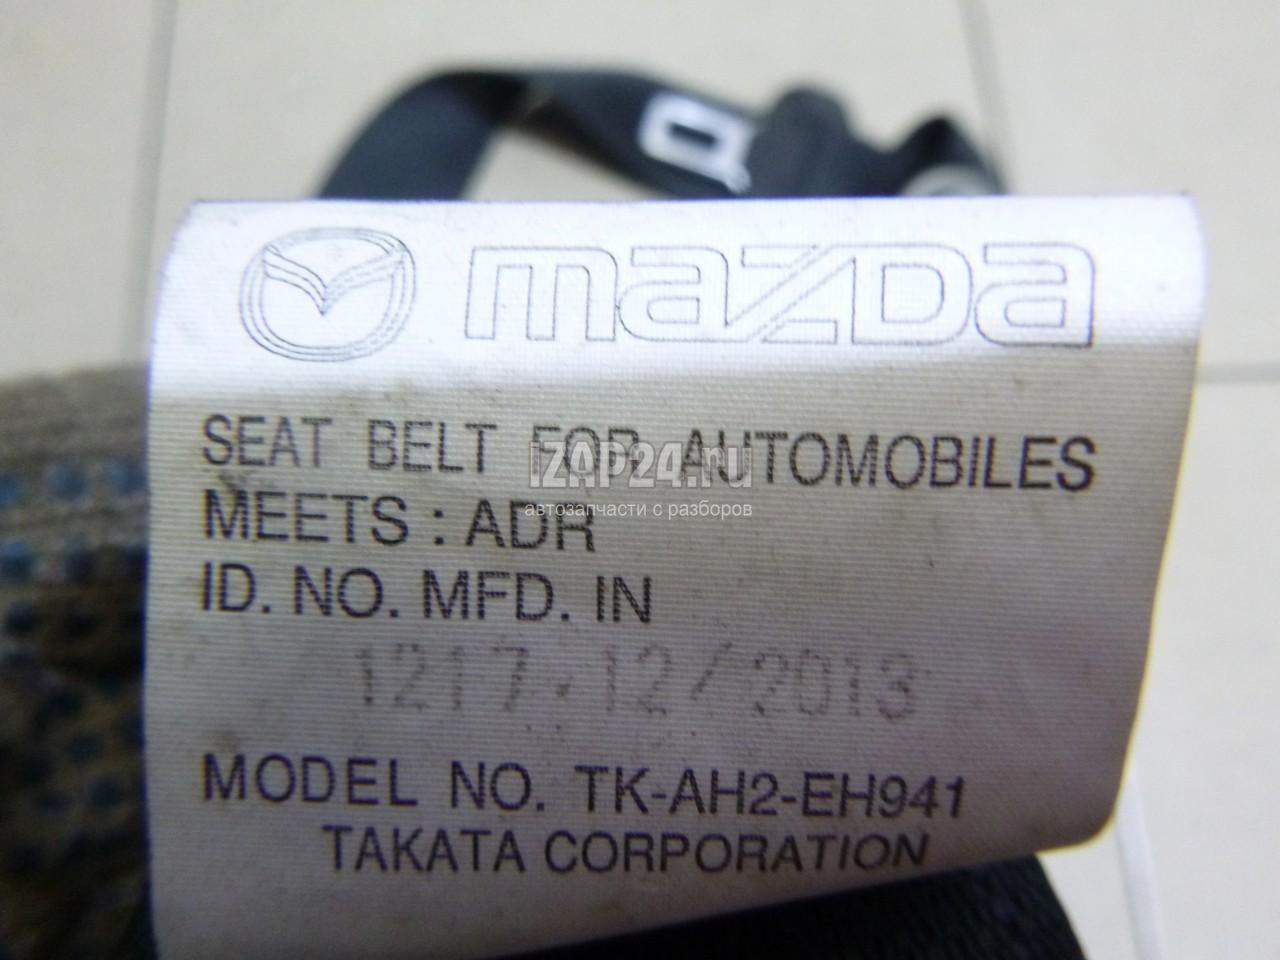 mazda
SEAT BELT FOR AUTOMOBILES
iZAP24.ru
MEETS : ADR
автозапчасти с разборов
ID. NO. MFD. IN
1217-12/2013
MODEL NO. TK-AH2-EH941
TAKATA CORPORATION